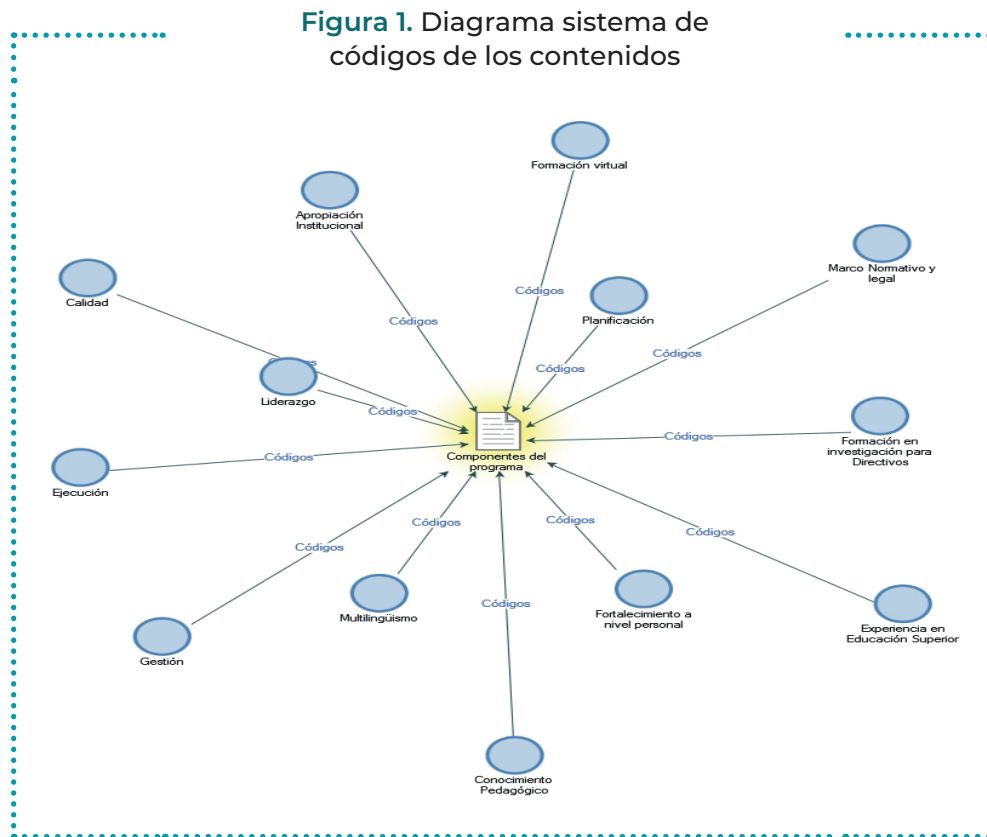 Figura 1. Diagrama sistema de
códigos de los contenidos
Formación virtual
Apropiación
Institucional
Marco Normativo y
legal
Calidad
Códigos
Planificación
Códigos
Códigos
Códigos
Liderazgo
Códigos
Códigos
Formación en
investigación para
Directivos
Códigos
Componentes del
programa
Códigos
Ejecución
Códigos
Códigos
Códigos
Códigos
Multilingüismo
Fortalecimiento a
nivel personal
Códigos
Experiencia en
Educación Superior
Gestión
Conocimiento
Pedagógico